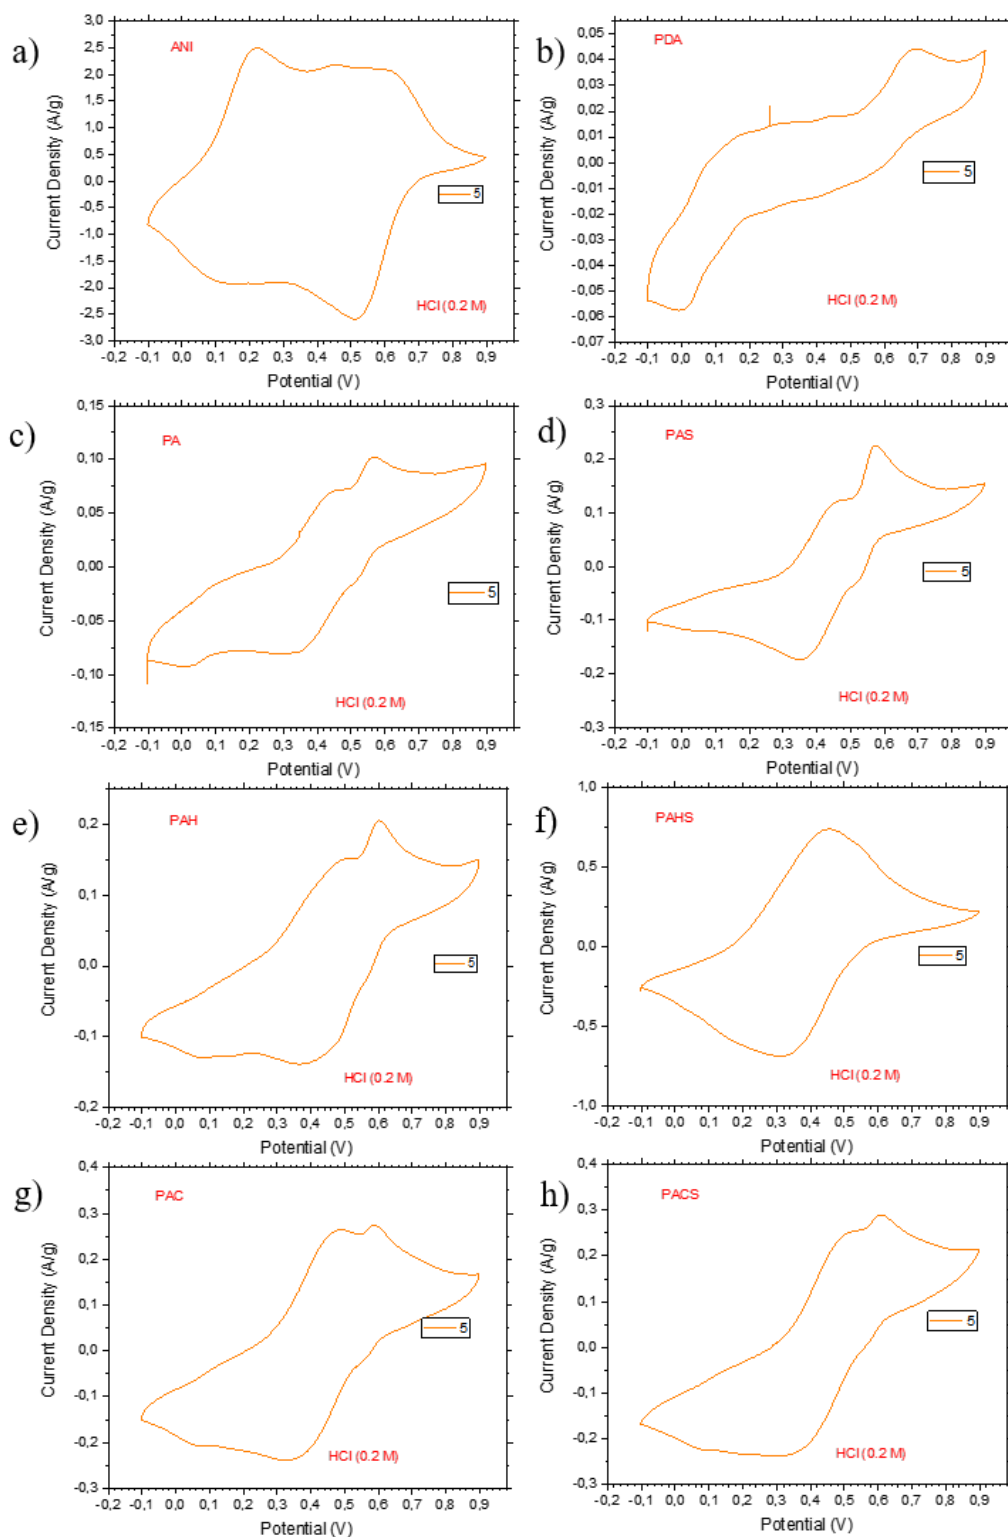 a)
ANI
3,0
2,5
2,0
1,5
1,0
0,5
0,0
-0,5
-1,0
-1,5
-2,0
-2,5
-3,0
Current Density (A/g)
5
HCl (0.2 M)
-0,2 -0,1 0,0 0,1 0,2 0,3 0,4 0,5 0,6 0,7 0,8 0,9
Potential (V)
b)
PDA
0,05
0,04
0,03
0,02
0,01
0,00
-0,01
-0,02
-0,03
-0,04
-0,05
-0,06
-0,07
Current Density (A/g)
5
HCl (0.2 M)
-0,2 -0,1 0,0 0,1 0,2 0,3 0,4 0,5 0,6 0,7 0,8 0,9
Potential (V)
c)
PA
0,15
0,10
0,05
0,00
-0,05
-0,10
-0,15
Current Density (A/g)
5
HCl (0.2 M)
-0,2 -0,1 0,0 0,1 0,2 0,3 0,4 0,5 0,6 0,7 0,8 0,9
Potential (V)
d)
PAS
0,3
0,2
0,1
0,0
-0,1
-0,2
-0,3
Current Density (A/g)
5
HCl (0.2 M)
-0,2 -0,1 0,0 0,1 0,2 0,3 0,4 0,5 0,6 0,7 0,8 0,9
Potential (V)
e)
PAH
0,2
0,1
0,0
-0,1
-0,2
Current Density (A/g)
5
HCl (0.2 M)
-0,2 -0,1 0,0 0,1 0,2 0,3 0,4 0,5 0,6 0,7 0,8 0,9
Potential (V)
f)
PAHS
1,0
0,5
0,0
-0,5
-1,0
Current Density (A/g)
5
HCl (0.2 M)
-0,2 -0,1 0,0 0,1 0,2 0,3 0,4 0,5 0,6 0,7 0,8 0,9
Potential (V)
g)
PAC
0,4
0,3
0,2
0,1
0,0
-0,1
-0,2
-0,3
Current Density (A/g)
5
HCl (0.2 M)
-0,2 -0,1 0,0 0,1 0,2 0,3 0,4 0,5 0,6 0,7 0,8 0,9
Potential (V)
h)
PACS
0,4
0,3
0,2
0,1
0,0
-0,1
-0,2
-0,3
Current Density (A/g)
5
HCl (0.2 M)
-0,2 -0,1 0,0 0,1 0,2 0,3 0,4 0,5 0,6 0,7 0,8 0,9
Potential (V)